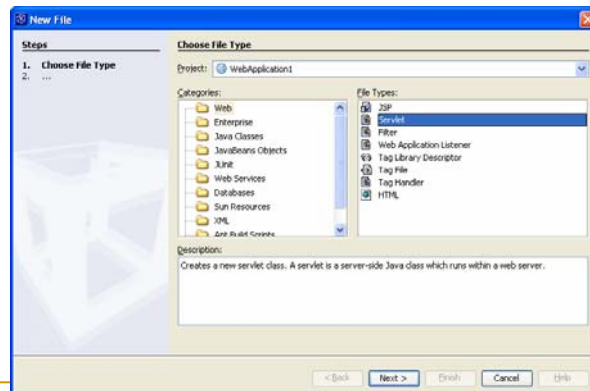 New File
Steps
1. Choose File Type
2. ...
Choose File Type
Project: WebApplication1
Categories:
Web
Enterprise
Java Classes
JavaBeans Objects
JUnit
Web Services
Databases
Sun Resources
XML
Ant Build Scripts
File Types:
JSP
Servlet
Filter
Web Application Listener
Tag Library Descriptor
Tag File
Tag Handler
HTML
Description:
Creates a new servlet class. A servlet is a server-side Java class which runs within a web server.
< Back Next > Finish Cancel Help